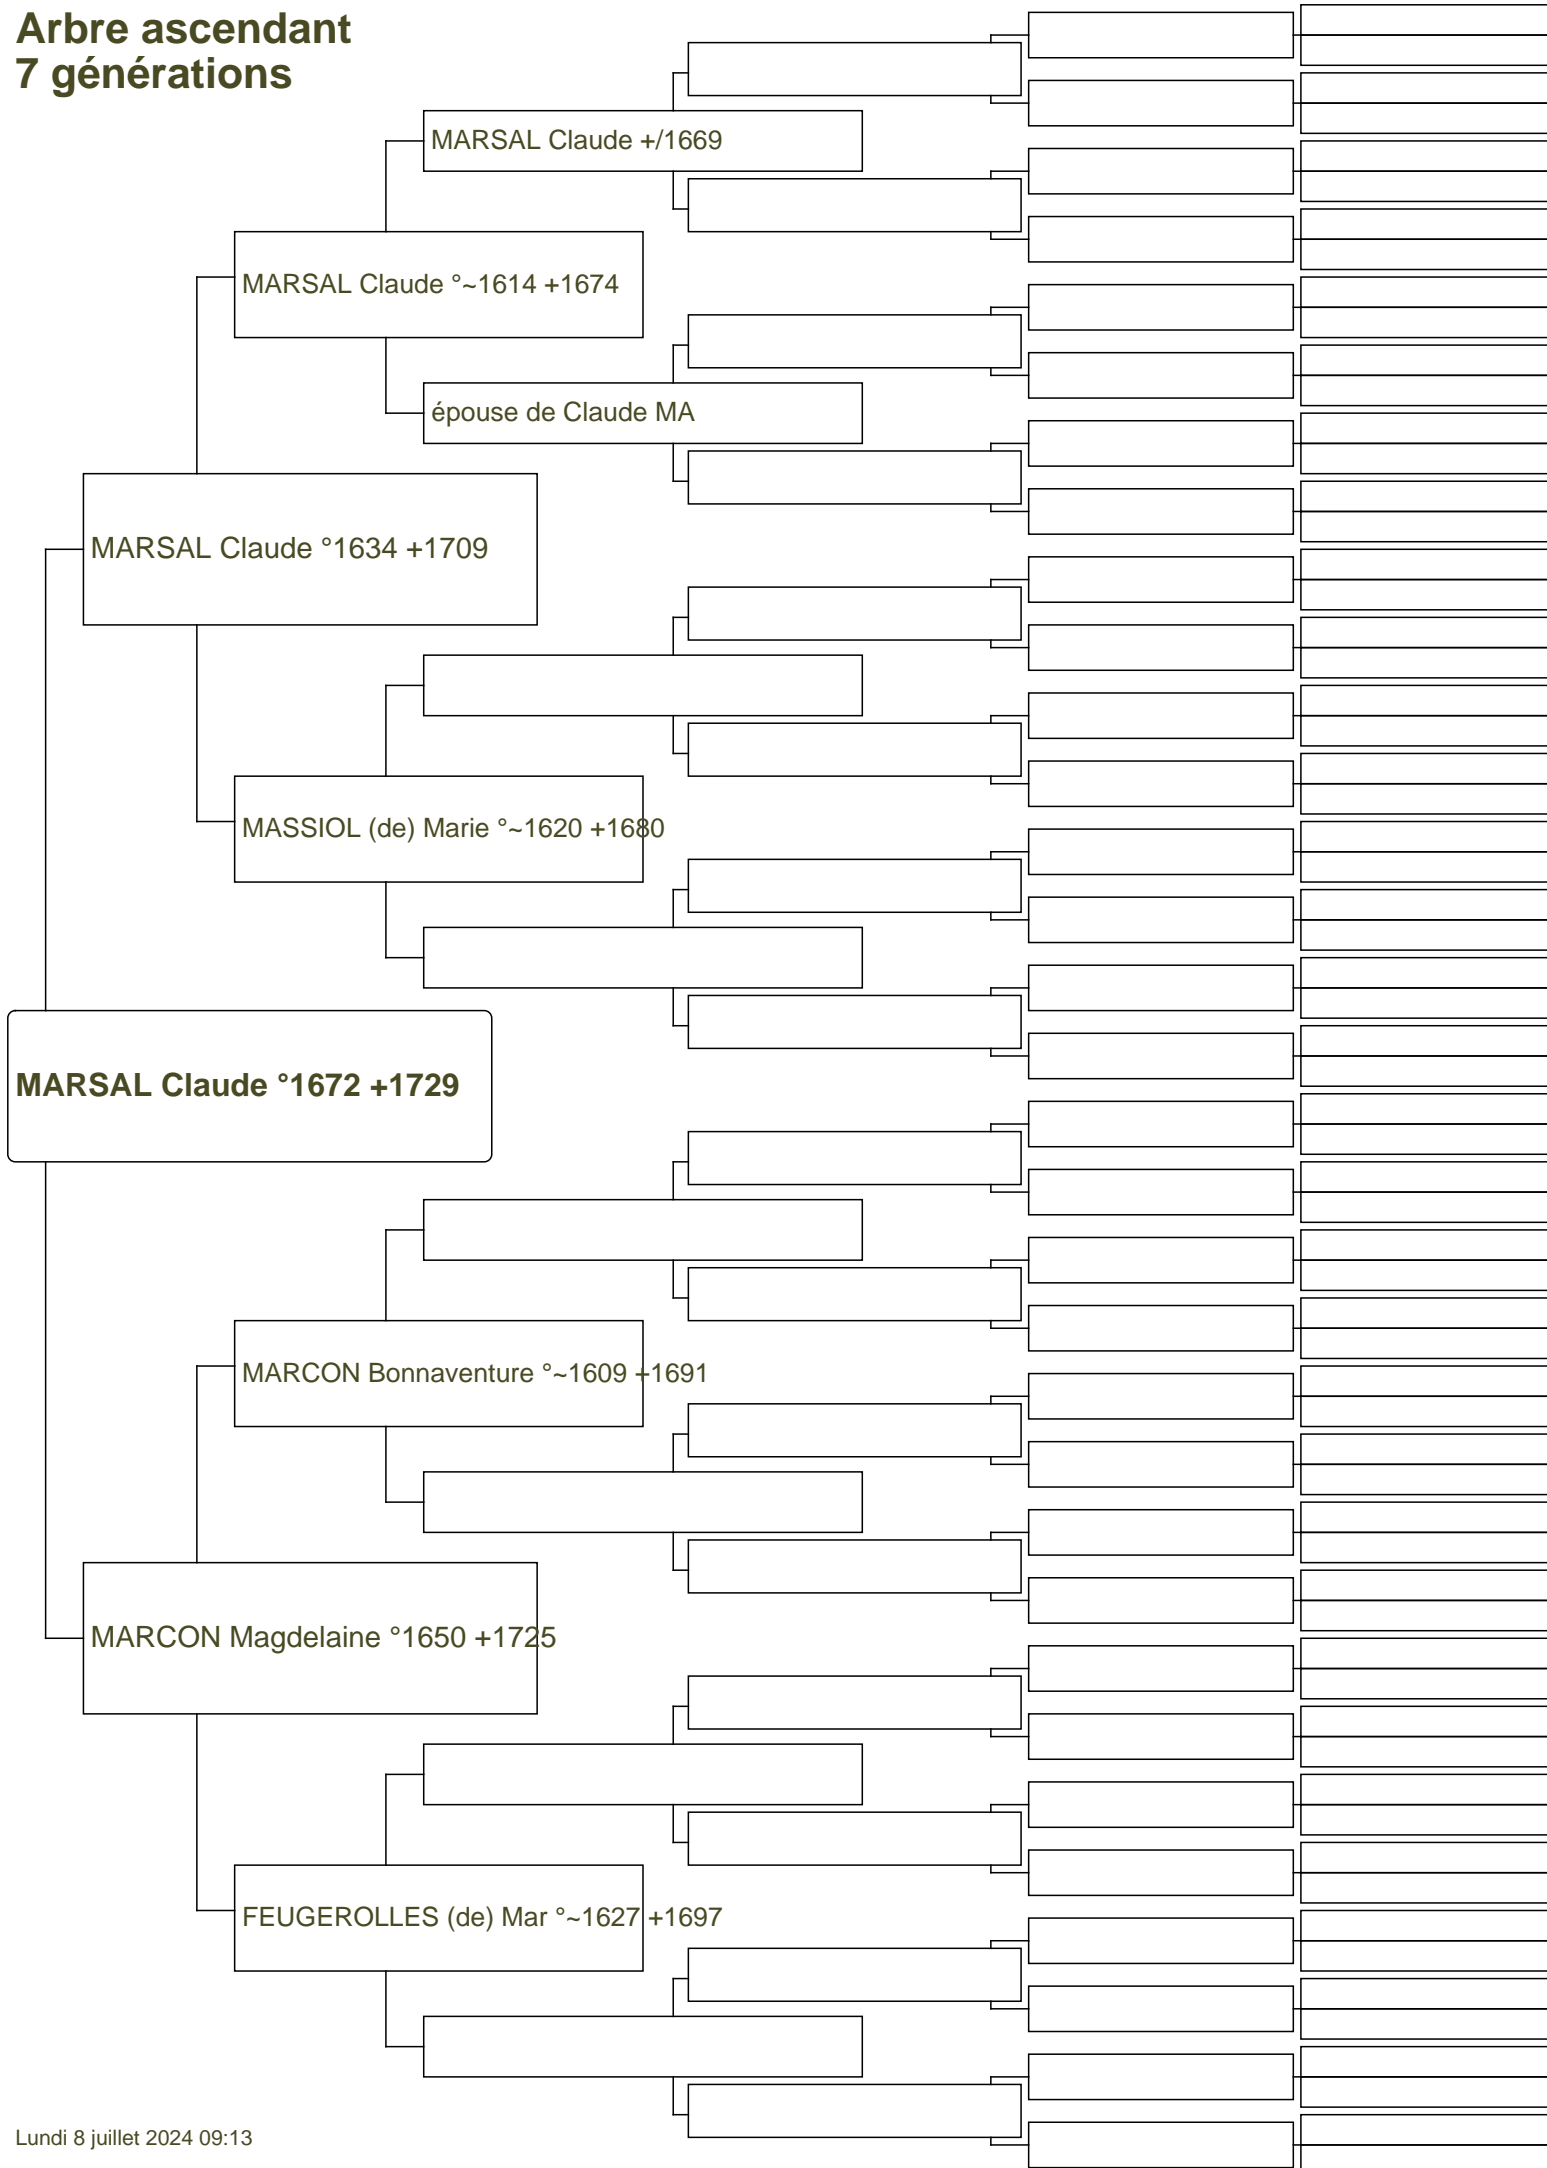 Arbre ascendant
7 générations
MARSAL Claude +/1669
MARSAL Claude °~1614 +1674
épouse de Claude MA
MARSAL Claude °1634 +1709
MASSIOL (de) Marie °~1620 +1680
MARSAL Claude °1672 +1729
MARCON Bonnaventure °~1609 +1691
MARCON Magdelaine °1650 +1725
FEUGEROLLES (de) Mar °~1627 +1697
Lundi 8 juillet 2024 09:13